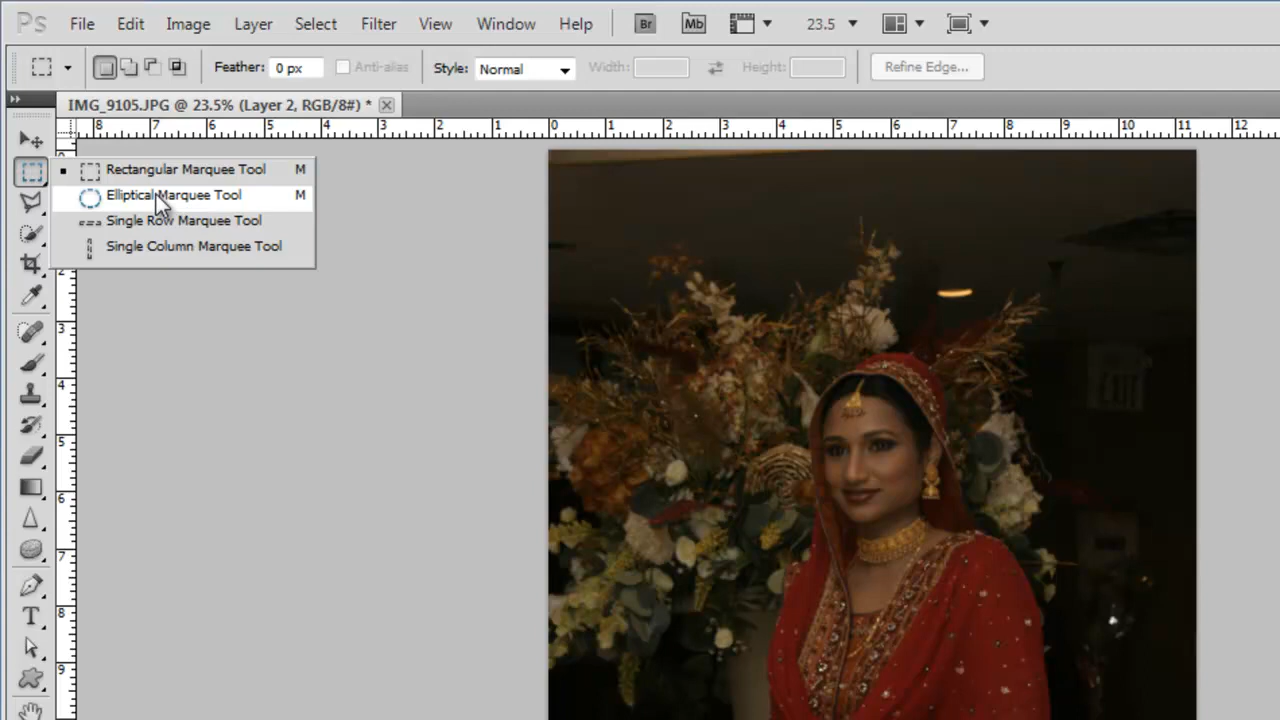 Ps File Edit Image Layer Select Filter View Window Help Br Mb 23.5
Feather: 0 px Anti-alias Style: Normal Width: Height: Refine Edge...
IMG_9105.JPG @ 23.5% (Layer 2, RGB/8#) *
8 7 6 5 4 3 2 1 0 1 2 3 4 5 6 7 8 9 10 11 12
Rectangular Marquee Tool M
Elliptical Marquee Tool M
Single Row Marquee Tool
Single Column Marquee Tool
2
3
4
5
6
7
8
9
T